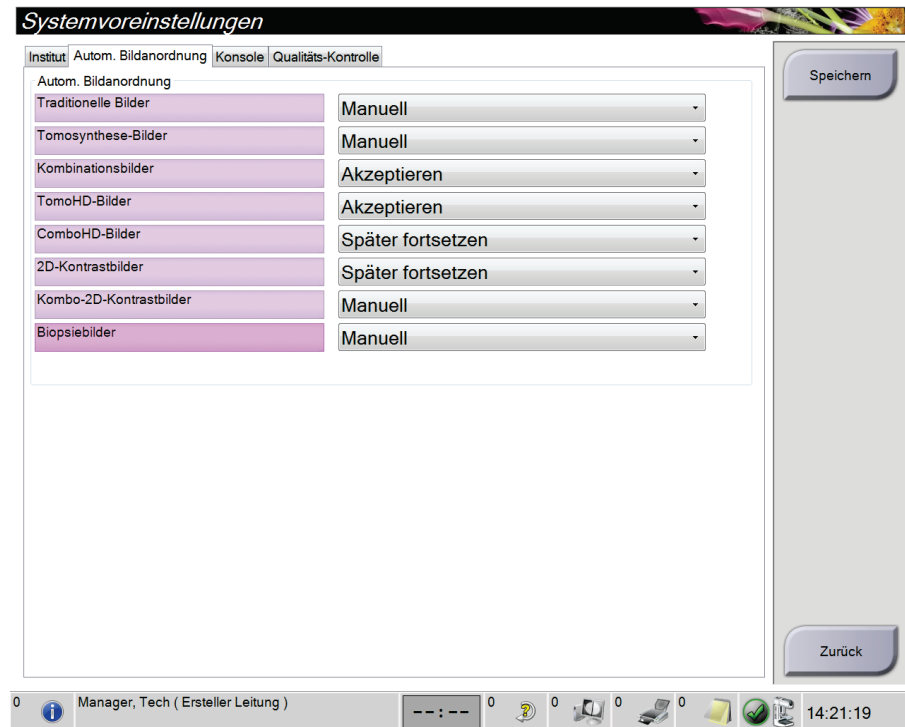 Systemvoreinstellungen
Institut Autom. Bildanordnung Konsole Qualitäts-Kontrolle
Speichern
Autom. Bildanordnung
Traditionelle Bilder Manuell
Tomosynthese-Bilder Manuell
Kombinationsbilder Akzeptieren
TomoHD-Bilder Akzeptieren
ComboHD-Bilder Später fortsetzen
2D-Kontrastbilder Später fortsetzen
Kombo-2D-Kontrastbilder Manuell
Biopsiebilder Manuell
Zurück
0 Manager, Tech ( Ersteller Leitung ) --:-- 0 0 0 0 14:21:19